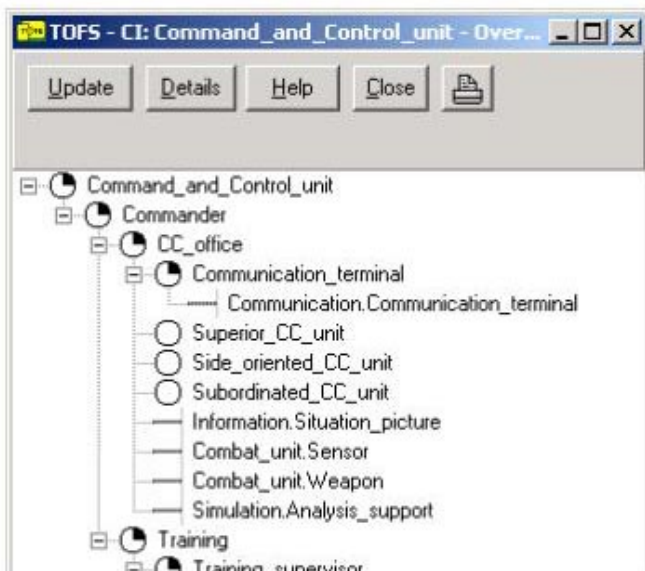 TOFS - CI: Command_and_Control_unit - Over...
Update Details Help Close
Command_and_Control_unit
Commander
CC_office
Communication_terminal
Communication.Communication_terminal
Superior_CC_unit
Side_oriented_CC_unit
Subordinated_CC_unit
Information.Situation_picture
Combat_unit.Sensor
Combat_unit.Weapon
Simulation.Analysis_support
Training
Training_supervisor